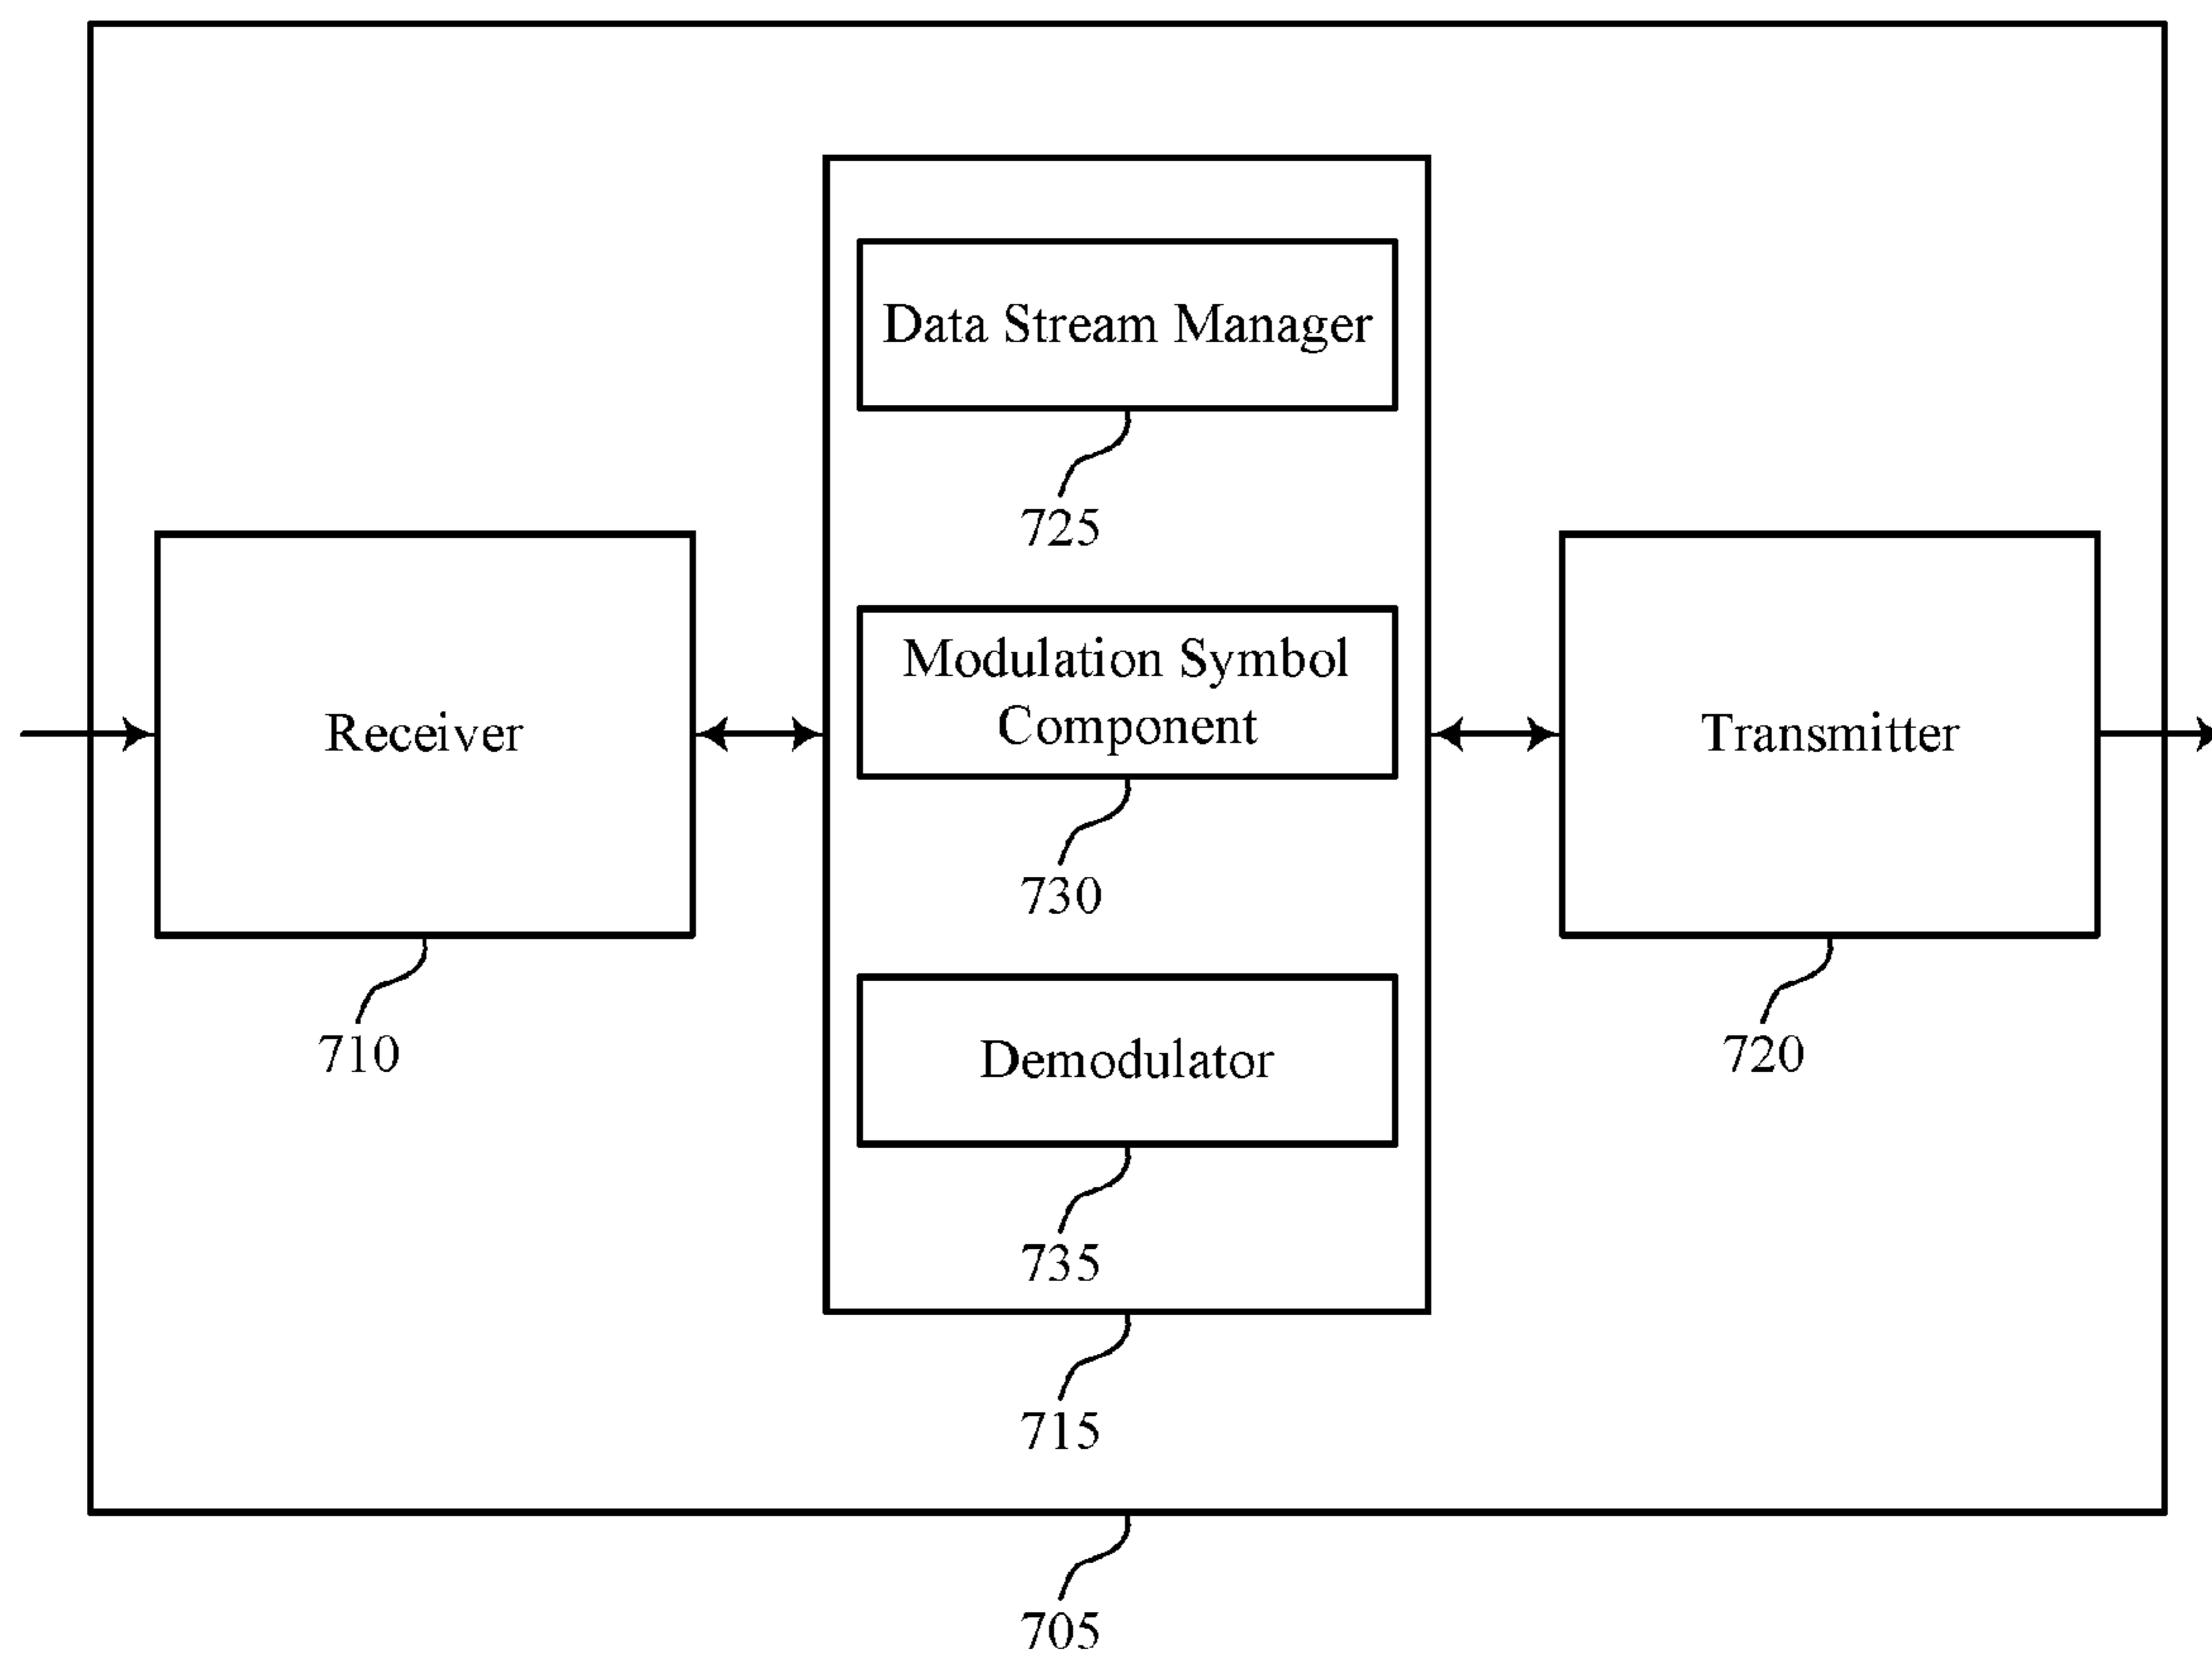 Data Stream Manager
725
Modulation Symbol
Component
730
Receiver
710
Transmitter
720
Demodulator
735
715
705